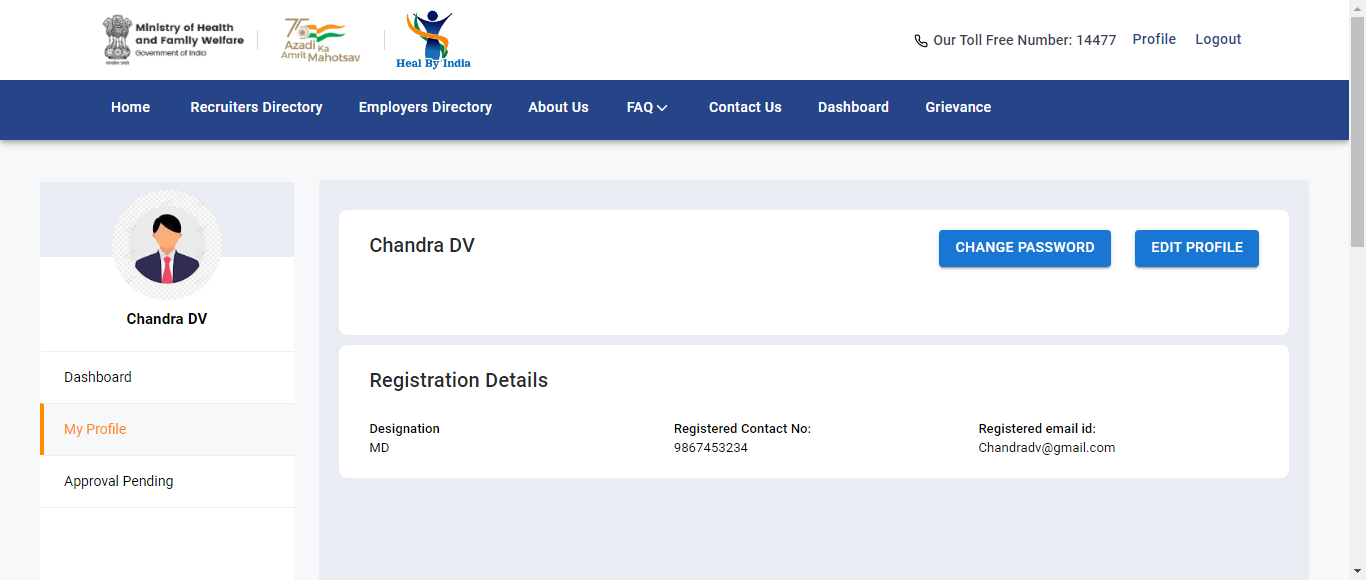 Ministry of Health
and Family Welfare
Government of India
75
Azadi Ka
Amrit Mahotsav
Heal By India
Our Toll Free Number: 14477 Profile Logout
Home Recruiters Directory Employers Directory About Us FAQ Contact Us Dashboard Grievance
Chandra DV
Dashboard
My Profile
Approval Pending
Chandra DV
CHANGE PASSWORD EDIT PROFILE
Registration Details
Designation Registered Contact No: Registered email id:
MD 9867453234 Chandradv@gmail.com